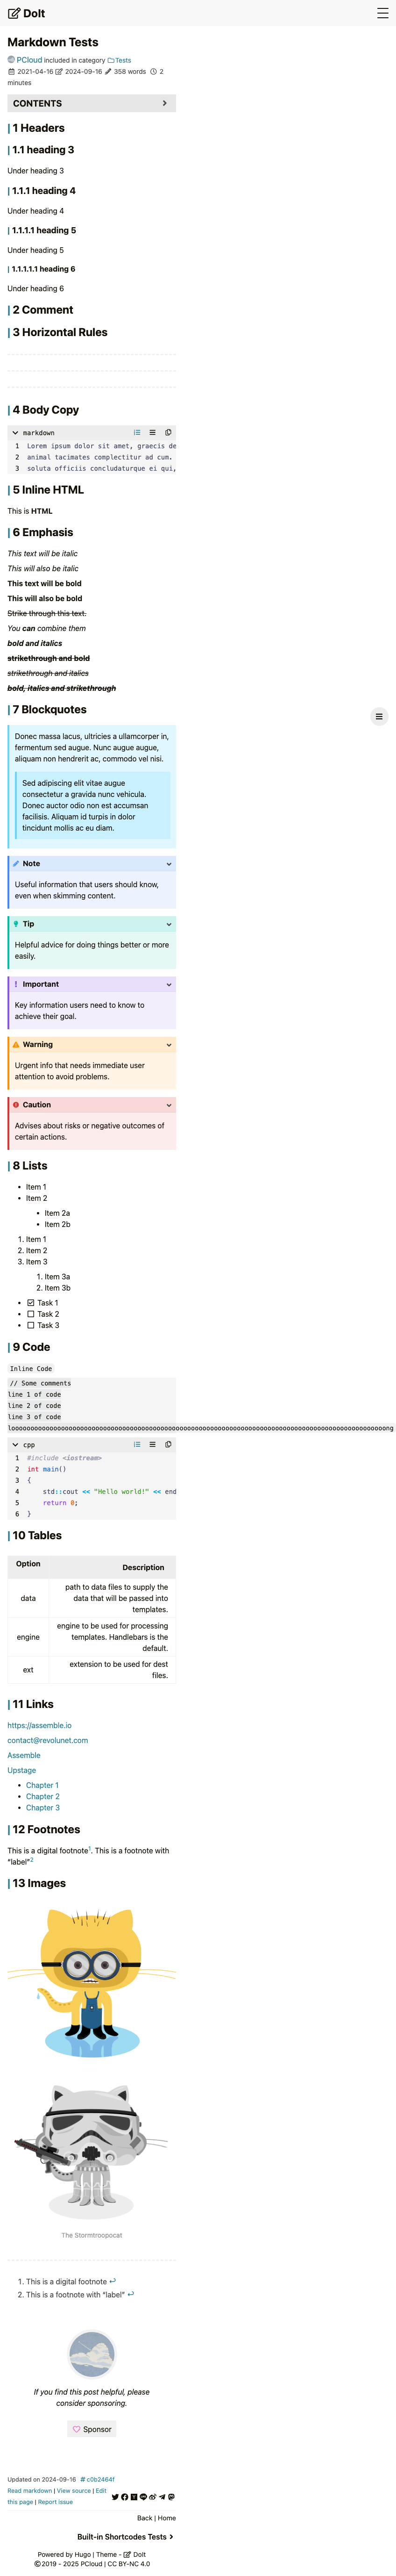 DoIt
Markdown Tests
PCloud included in category Tests
2021-04-16 2024-09-16 358 words 2
minutes
CONTENTS
1 Headers
1.1 heading 3
Under heading 3
1.1.1 heading 4
Under heading 4
1.1.1.1 heading 5
Under heading 5
1.1.1.1.1 heading 6
Under heading 6
2 Comment
3 Horizontal Rules
4 Body Copy
markdown
1 Lorem ipsum dolor sit amet, graecis de
2 animal tacimates complectitur ad cum.
3 soluta officiis concludaturque ei qui,
5 Inline HTML
This is HTML
6 Emphasis
This text will be italic
This will also be italic
This text will be bold
This will also be bold
Strike through this text.
You can combine them
bold and italics
strikethrough and bold
strikethrough and italics
bold, italics and strikethrough
7 Blockquotes
Donec massa lacus, ultricies a ullamcorper in,
fermentum sed augue. Nunc augue augue,
aliquam non hendrerit ac, commodo vel nisi.
Sed adipiscing elit vitae augue
consectetur a gravida nunc vehicula.
Donec auctor odio non est accumsan
facilisis. Aliquam id turpis in dolor
tincidunt mollis ac eu diam.
Note
Useful information that users should know,
even when skimming content.
Tip
Helpful advice for doing things better or more
easily.
Important
Key information users need to know to
achieve their goal.
Warning
Urgent info that needs immediate user
attention to avoid problems.
Caution
Advises about risks or negative outcomes of
certain actions.
8 Lists
• Item 1
• Item 2
• Item 2a
• Item 2b
1. Item 1
2. Item 2
3. Item 3
1. Item 3a
2. Item 3b
• Task 1
• Task 2
• Task 3
9 Code
Inline Code
// Some comments
line 1 of code
line 2 of code
line 3 of code
cpp
1 #include <iostream>
2 int main()
3 {
4 std::cout << "Hello world!" << end
5 return 0;
6 }
10 Tables
Option Description
data path to data files to supply the
data that will be passed into
templates.
engine engine to be used for processing
templates. Handlebars is the
default.
ext extension to be used for dest
files.
11 Links
https://assemble.io
contact@revolunet.com
Assemble
Upstage
• Chapter 1
• Chapter 2
• Chapter 3
12 Footnotes
This is a digital footnote1. This is a footnote with
“label”2
13 Images
The Stormtroopocat
1. This is a digital footnote ↩
2. This is a footnote with “label” ↩
If you find this post helpful, please
consider sponsoring.
Sponsor
Updated on 2024-09-16 # c0b2464f
Read markdown | View source | Edit
this page | Report issue
Back | Home
Built-in Shortcodes Tests
Powered by Hugo | Theme - DoIt
© 2019 - 2025 PCloud | CC BY-NC 4.0